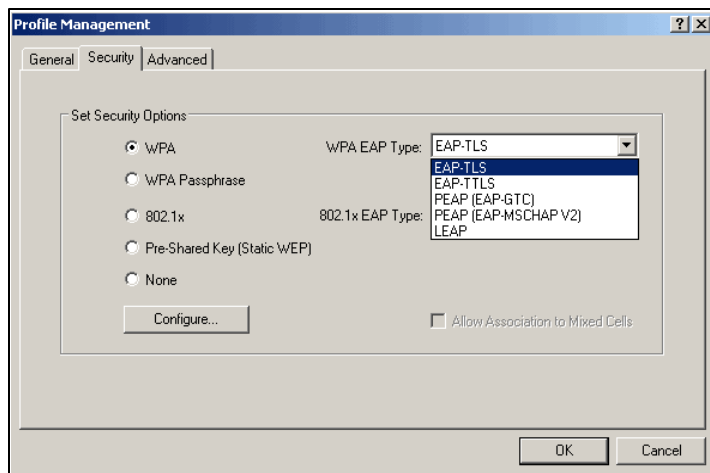 Profile Management
General Security Advanced
Set Security Options
WPA WPA EAP Type: EAP-TLS
EAP-TLS
WPA Passphrase EAP-TTLS
PEAP (EAP-GTC)
802.1x 802.1x EAP Type: PEAP (EAP-MSCHAP V2)
LEAP
Pre-Shared Key (Static WEP)
None
Configure... Allow Association to Mixed Cells
OK Cancel